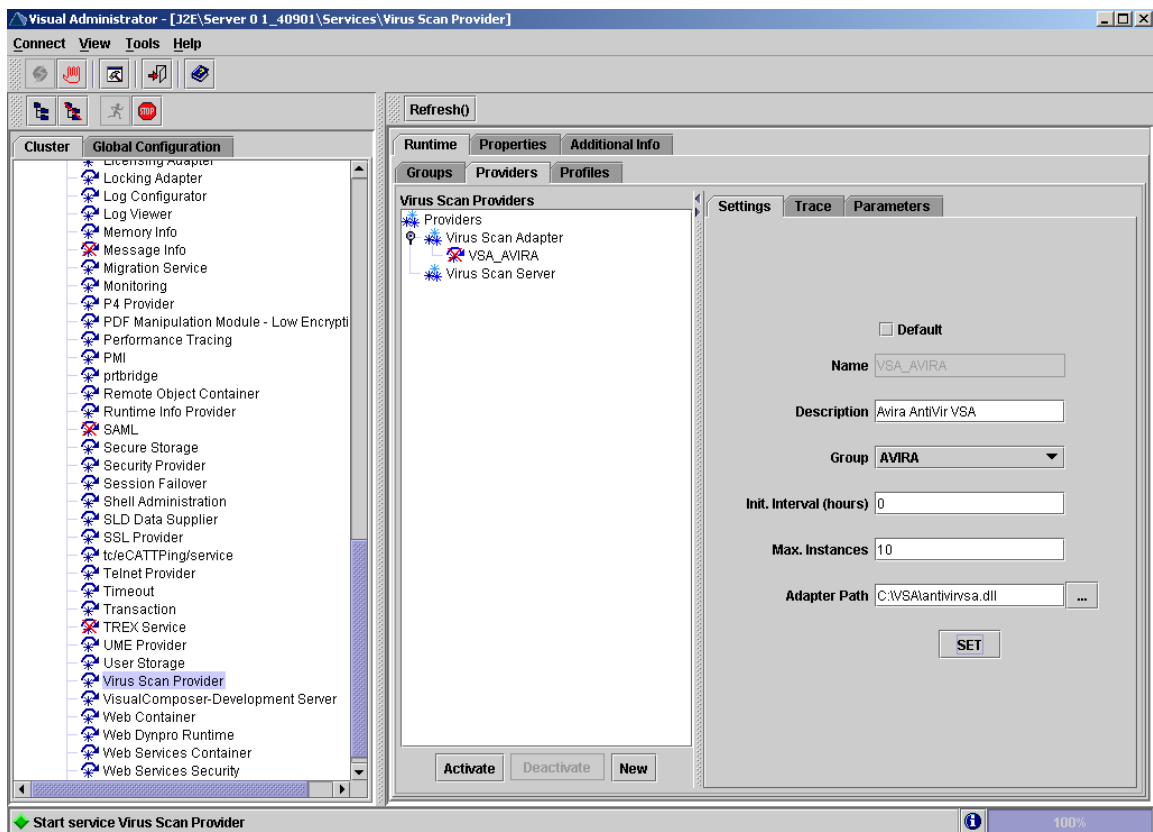 Visual Administrator - [J2E\Server 0 1_40901\Services\Virus Scan Provider]
Connect View Tools Help
STOP
Refresh()
Cluster Global Configuration
Licensing Adapter
Locking Adapter
Log Configurator
Log Viewer
Memory Info
Message Info
Migration Service
Monitoring
P4 Provider
PDF Manipulation Module - Low Encrypti
Performance Tracing
PMI
prtbridge
Remote Object Container
Runtime Info Provider
SAML
Secure Storage
Security Provider
Session Failover
Shell Administration
SLD Data Supplier
SSL Provider
tc/eCATTPing/service
Telnet Provider
Timeout
Transaction
TREX Service
UME Provider
User Storage
Virus Scan Provider
VisualComposer-Development Server
Web Container
Web Dynpro Runtime
Web Services Container
Web Services Security
Runtime Properties Additional Info
Groups Providers Profiles
Virus Scan Providers
Providers
Virus Scan Adapter
VSA_AVIRA
Virus Scan Server
Activate Deactivate New
Settings Trace Parameters
Default
Name VSA_AVIRA
Description Avira AntiVir VSA
Group AVIRA
Init. Interval (hours) 0
Max. Instances 10
Adapter Path C:\VSA\antivirvsa.dll ...
SET
Start service Virus Scan Provider
100%